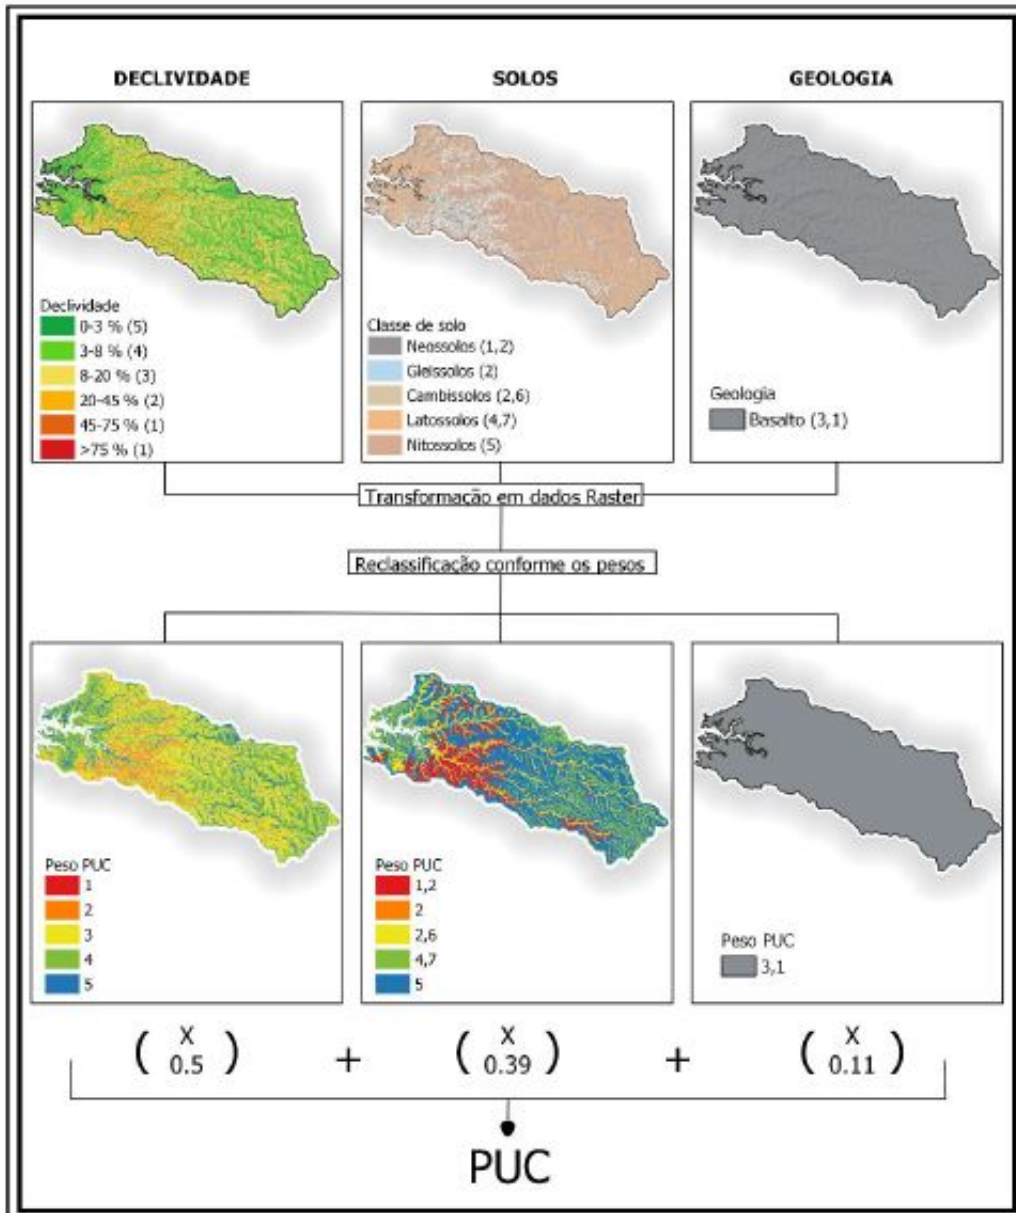 DECLIVIDADE
SOLOS
GEOLOGIA
Declividade
0-3 % (5)
3-8 % (4)
8-20 % (3)
20-45 % (2)
45-75 % (1)
>75 % (1)
Classe de solo
Neossolos (1,2)
Gleissolos (2)
Cambissolos (2,6)
Latossolos (4,7)
Nitossolos (5)
Geologia
Basalto (3,1)
Transformação em dados Raster
Reclassificação conforme os pesos
Peso PUC
1
2
3
4
5
Peso PUC
1,2
2
2,6
4,7
5
Peso PUC
3,1
( X 0.5 ) + ( X 0.39 ) + ( X 0.11 )
PUC